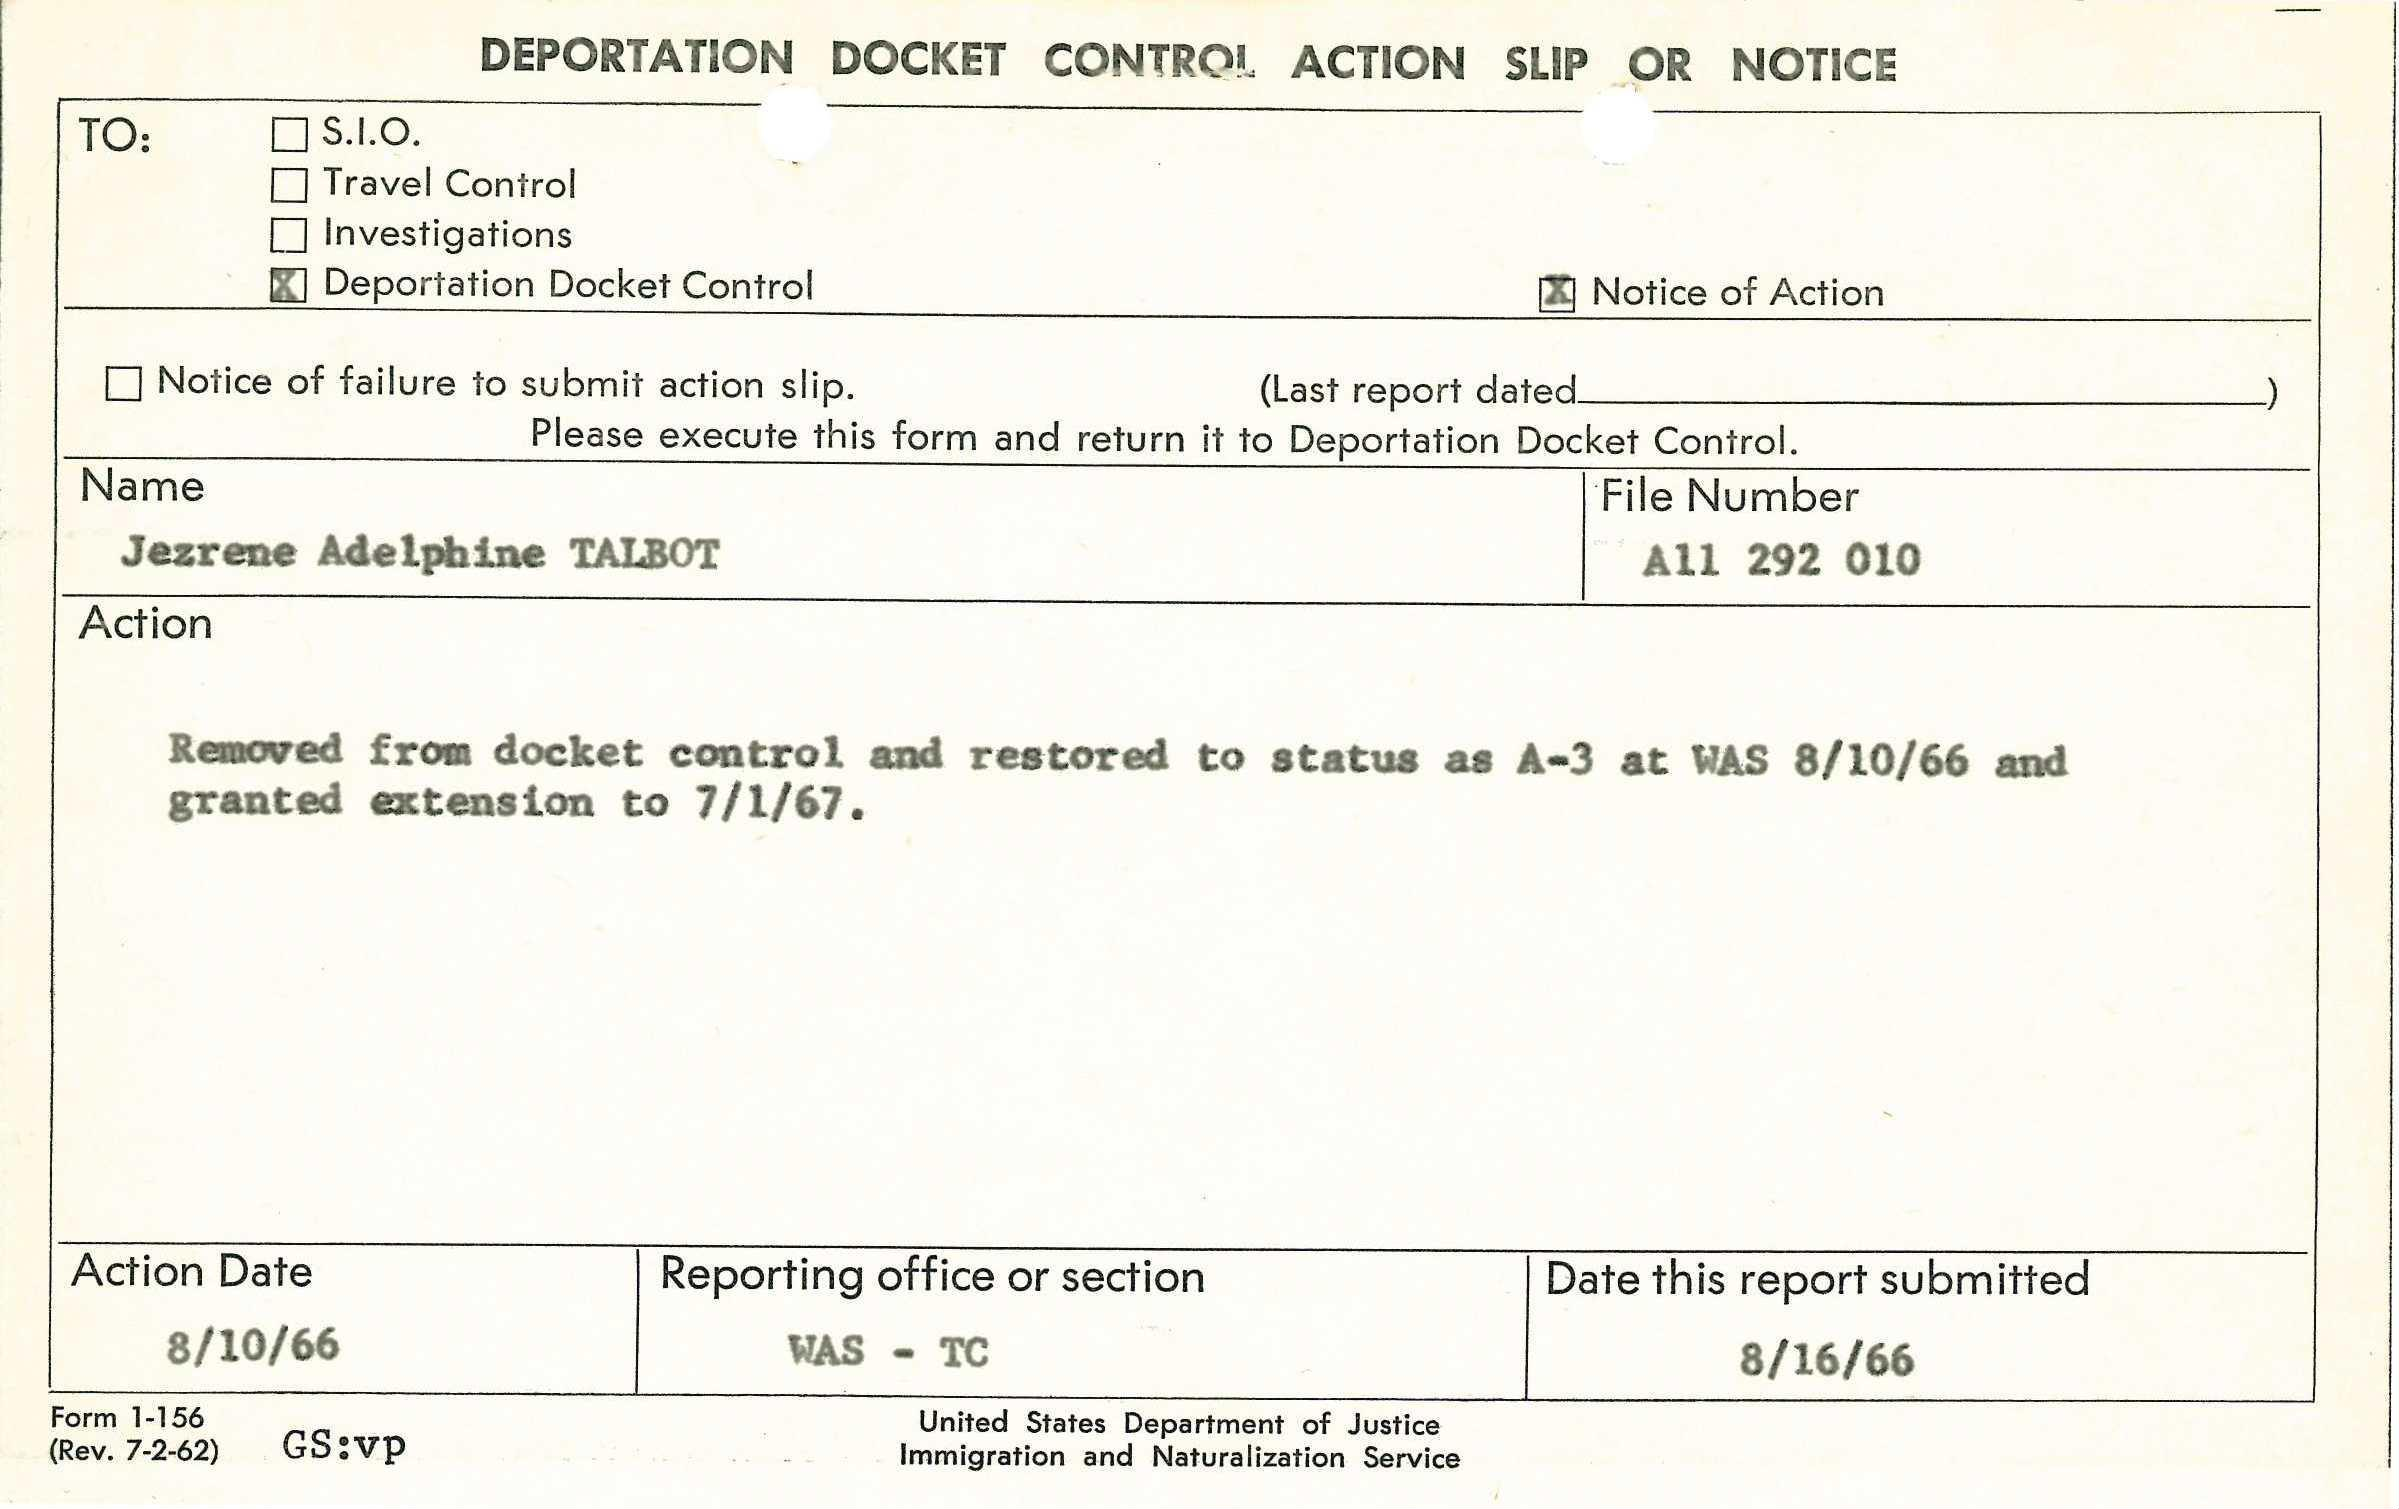 DEPORTATION DOCKET CONTROL ACTION SLIP OR NOTICE
TO: ☐ S.I.O.
☐ Travel Control
☐ Investigations
☒ Deportation Docket Control ☒ Notice of Action
☐ Notice of failure to submit action slip. (Last report dated____________)
Please execute this form and return it to Deportation Docket Control.
Name File Number
Jezrene Adelphine TALBOT A11 292 010
Action
Removed from docket control and restored to status as A-3 at WAS 8/10/66 and
granted extension to 7/1/67.
Action Date Reporting office or section Date this report submitted
8/10/66 WAS - TC 8/16/66
Form 1-156 United States Department of Justice
(Rev. 7-2-62) GS:vp Immigration and Naturalization Service